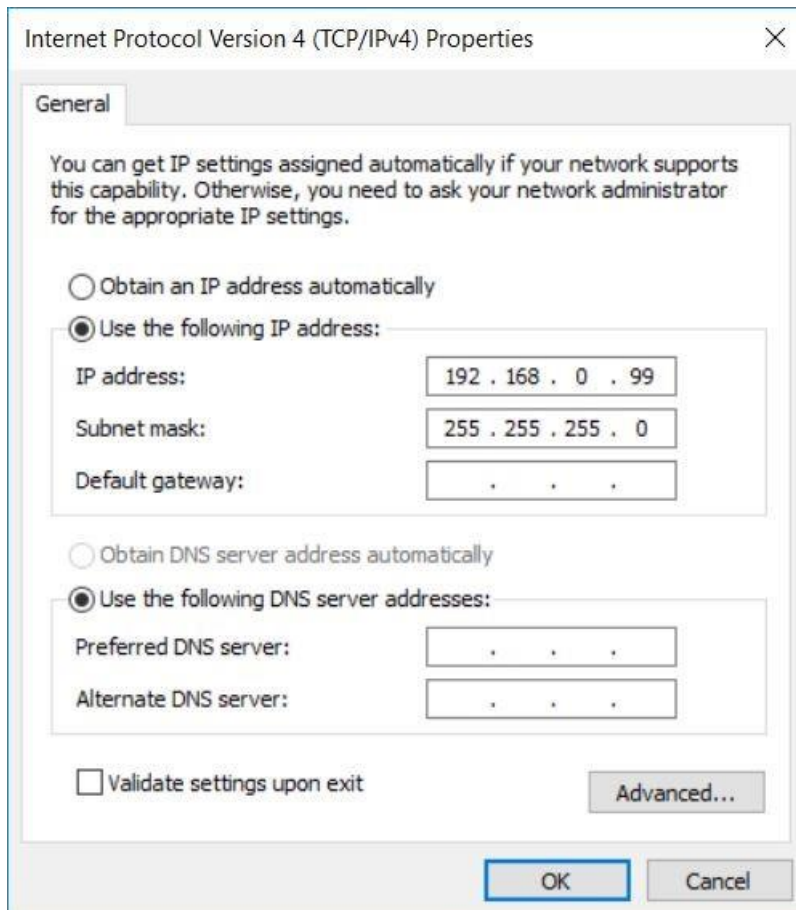 Internet Protocol Version 4 (TCP/IPv4) Properties
General
You can get IP settings assigned automatically if your network supports
this capability. Otherwise, you need to ask your network administrator
for the appropriate IP settings.
Obtain an IP address automatically
Use the following IP address:
IP address: 192 . 168 . 0 . 99
Subnet mask: 255 . 255 . 255 . 0
Default gateway: . . .
Obtain DNS server address automatically
Use the following DNS server addresses:
Preferred DNS server: . . .
Alternate DNS server: . . .
Validate settings upon exit
Advanced...
OK Cancel